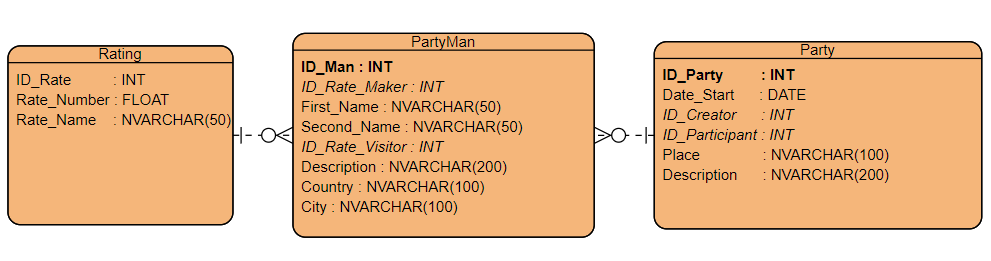 Rating
ID_Rate : INT
Rate_Number : FLOAT
Rate_Name : NVARCHAR(50)
PartyMan
ID_Man : INT
ID_Rate_Maker : INT
First_Name : NVARCHAR(50)
Second_Name : NVARCHAR(50)
ID_Rate_Visitor : INT
Description : NVARCHAR(200)
Country : NVARCHAR(100)
City : NVARCHAR(100)
Party
ID_Party : INT
Date_Start : DATE
ID_Creator : INT
ID_Participant : INT
Place : NVARCHAR(100)
Description : NVARCHAR(200)